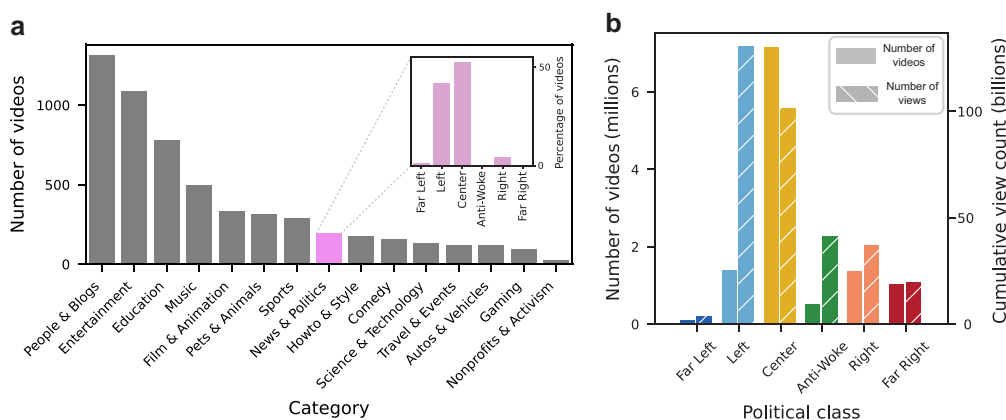 a
Number of videos
1000
500
0
People & Blogs
Entertainment
Education
Music
Film & Animation
Pets & Animals
Sports
News & Politics
Howto & Style
Comedy
Science & Technology
Travel & Events
Autos & Vehicles
Gaming
Nonprofits & Activism
Category
50
0
Percentage of videos
Far Left
Left
Center
Anti-Woke
Right
Far Right
b
Number of videos (millions)
6
4
2
0
Number of
videos
Number of
views
100
50
0
Cumulative view count (billions)
Far Left
Left
Center
Anti-Woke
Right
Far Right
Political class